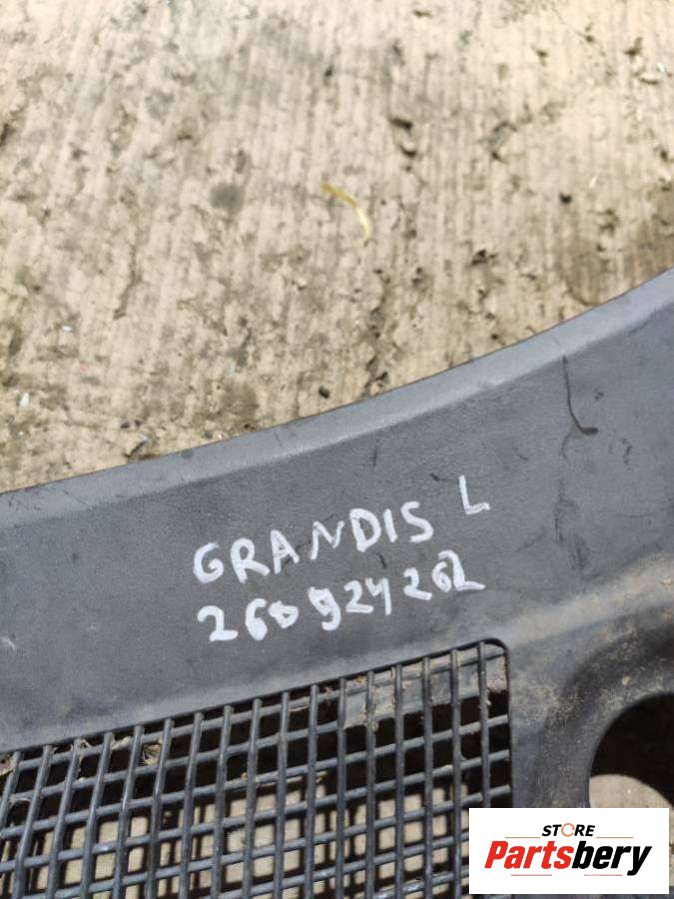 GRANDIS L
260924262
STORE
Partsbery